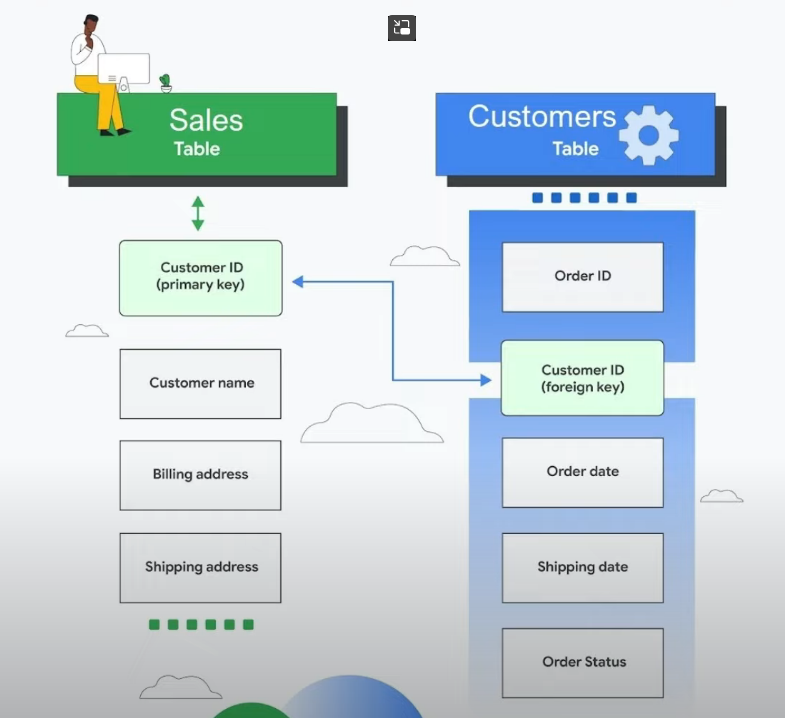 Sales
Table
Customer ID
(primary key)
Customer name
Billing address
Shipping address
Customers
Table
Order ID
Customer ID
(foreign key)
Order date
Shipping date
Order Status